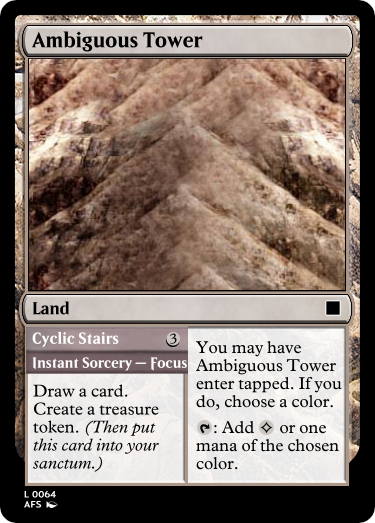 Ambiguous Tower
Land
Cyclic Stairs 3
Instant Sorcery — Focus
Draw a card.
Create a treasure
token. (Then put
this card into your
sanctum.)
You may have
Ambiguous Tower
enter tapped. If you
do, choose a color.
: Add or one
mana of the chosen
color.
L 0064
AFS